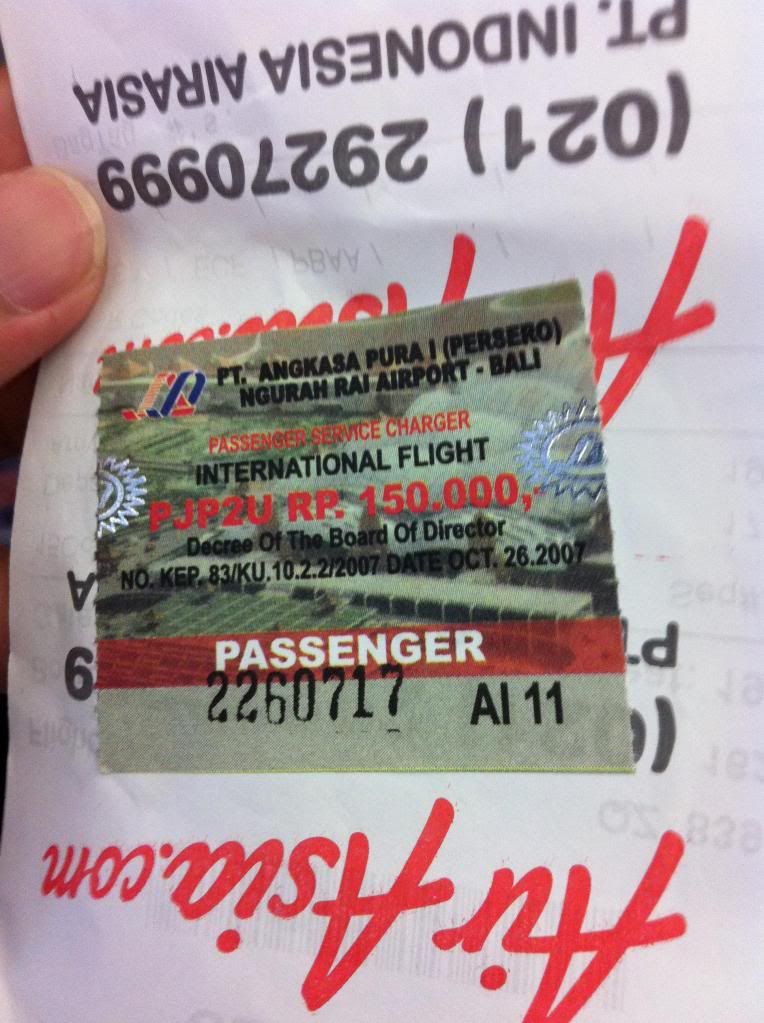 PT. INDONESIA AIRASIA
(021) 29270999
AirAsia.com
PT. ANGKASA PURA I (PERSERO)
NGURAH RAI AIRPORT - BALI
PASSENGER SERVICE CHARGER
INTERNATIONAL FLIGHT
PJP2U RP. 150.000,-
Decree Of The Board Of Director
NO. KEP. 83/KU.10.2.2/2007 DATE OCT. 26.2007
PASSENGER
2260717 AI 11
AirAsia.com